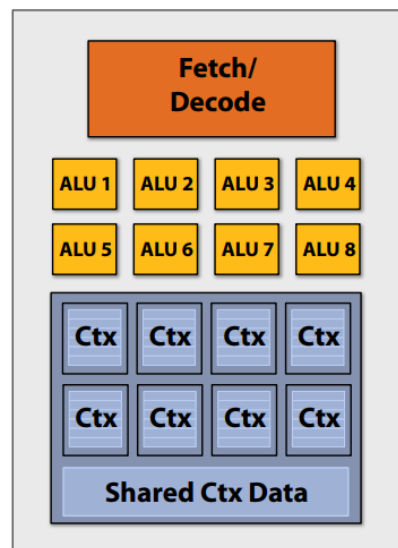 Fetch/
Decode
ALU 1 ALU 2 ALU 3 ALU 4
ALU 5 ALU 6 ALU 7 ALU 8
Ctx Ctx Ctx Ctx
Ctx Ctx Ctx Ctx
Shared Ctx Data